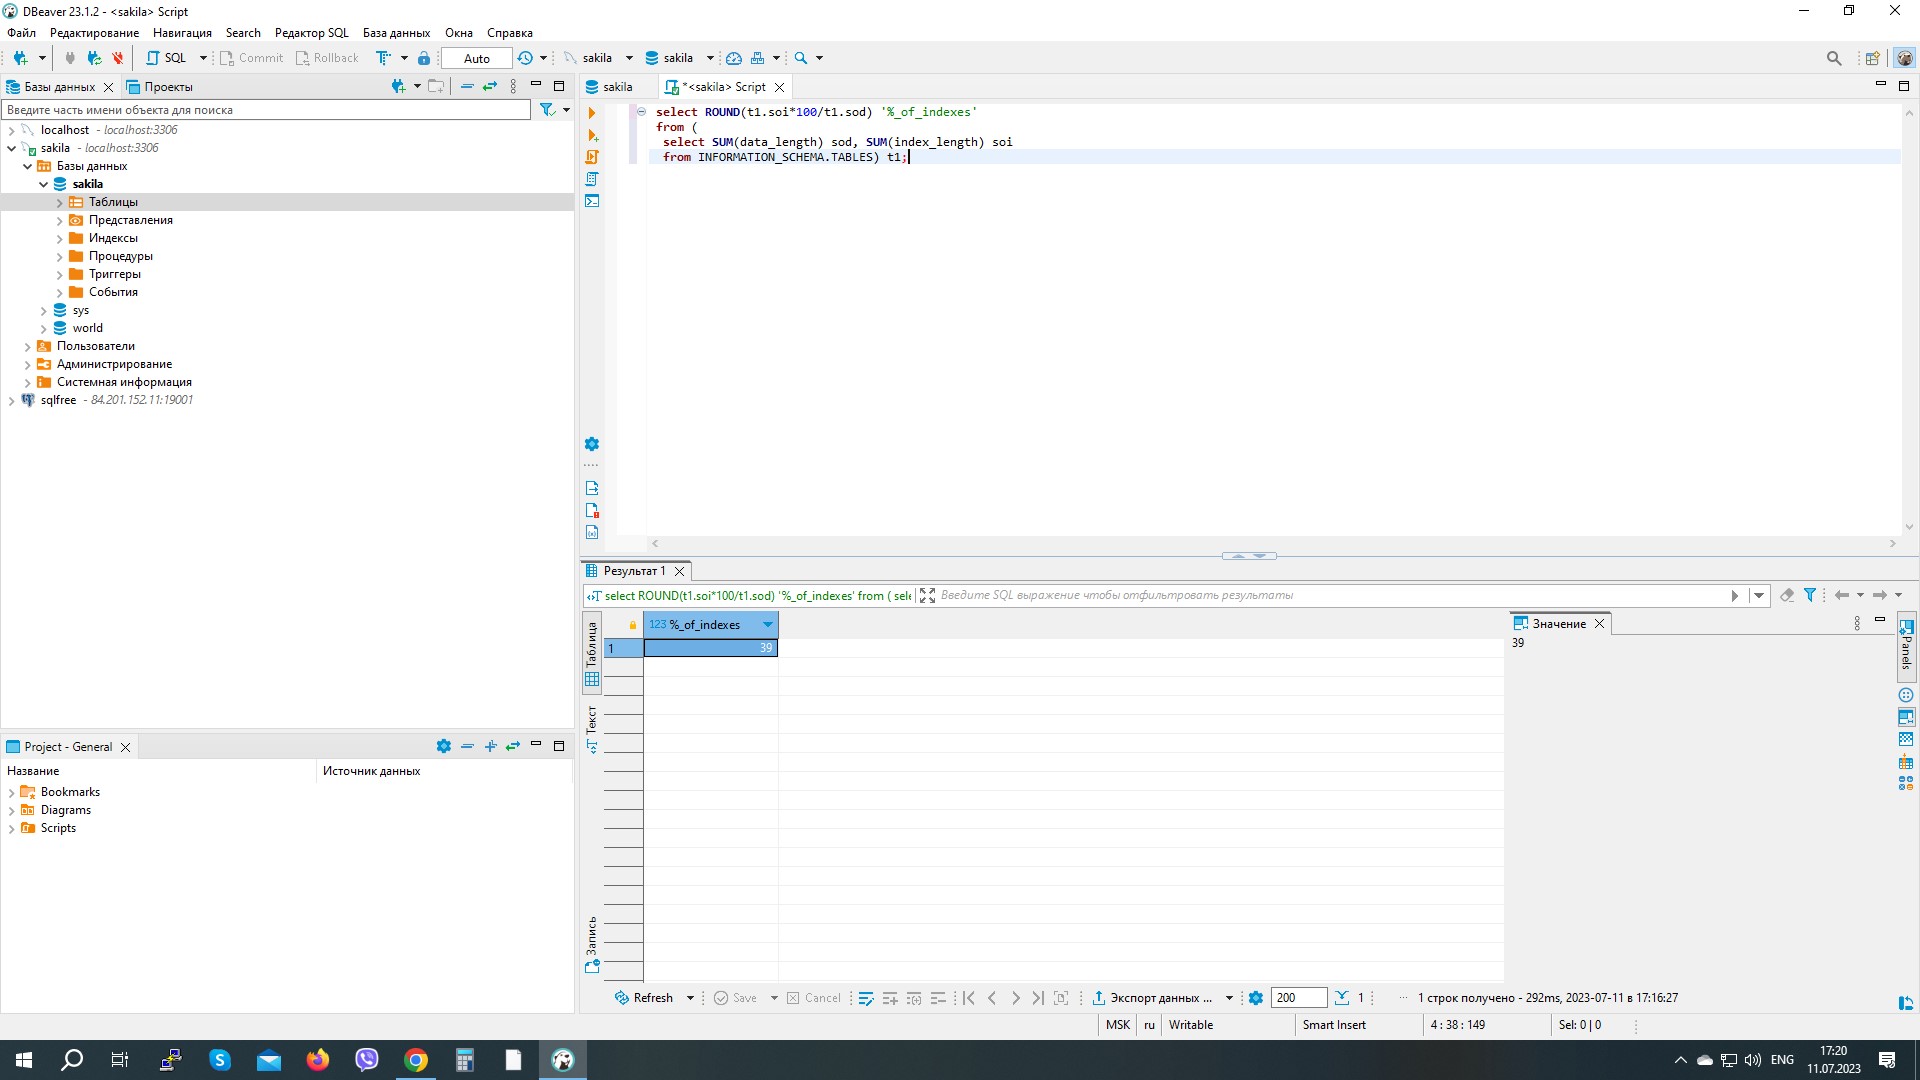 DBeaver 23.1.2 - <sakila> Script
Файл Редактирование Навигация Search Редактор SQL База данных Окна Справка
SQL Commit Rollback Auto sakila sakila
Базы данных Проекты
Введите часть имени объекта для поиска
localhost - localhost:3306
sakila - localhost:3306
Базы данных
sakila
Таблицы
Представления
Индексы
Процедуры
Триггеры
События
sys
world
Пользователи
Администрирование
Системная информация
sqlfree - 84.201.152.11:19001
Project - General
Название Источник данных
Bookmarks
Diagrams
Scripts
sakila *<sakila> Script
select ROUND(t1.soi*100/t1.sod) '%_of_indexes'
from (
select SUM(data_length) sod, SUM(index_length) soi
from INFORMATION_SCHEMA.TABLES) t1;
Результат 1
select ROUND(t1.soi*100/t1.sod) '%_of_indexes' from ( sele Введите SQL выражение чтобы отфильтровать результаты
Таблица
Текст
Запись
123 %_of_indexes
1 39
Значение
39
Panels
Refresh Save Cancel Экспорт данных ... 200 1 ... 1 строк получено - 292ms, 2023-07-11 в 17:16:27
MSK ru Writable Smart Insert 4 : 38 : 149 Sel: 0 | 0
ENG 17:20
11.07.2023